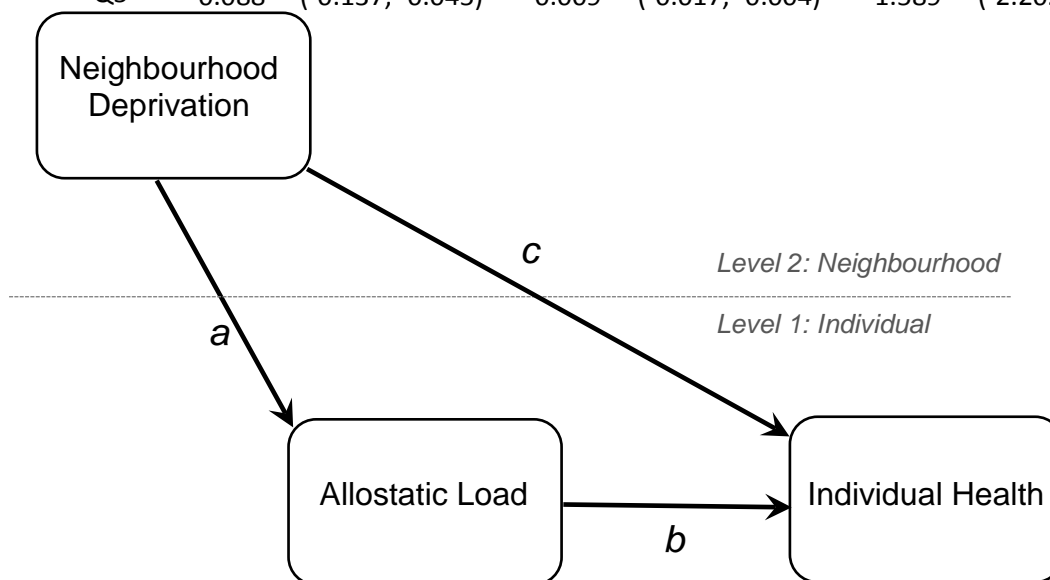 Neighbourhood
Deprivation
c
Level 2: Neighbourhood
Level 1: Individual
a
Allostatic Load
Individual Health
b